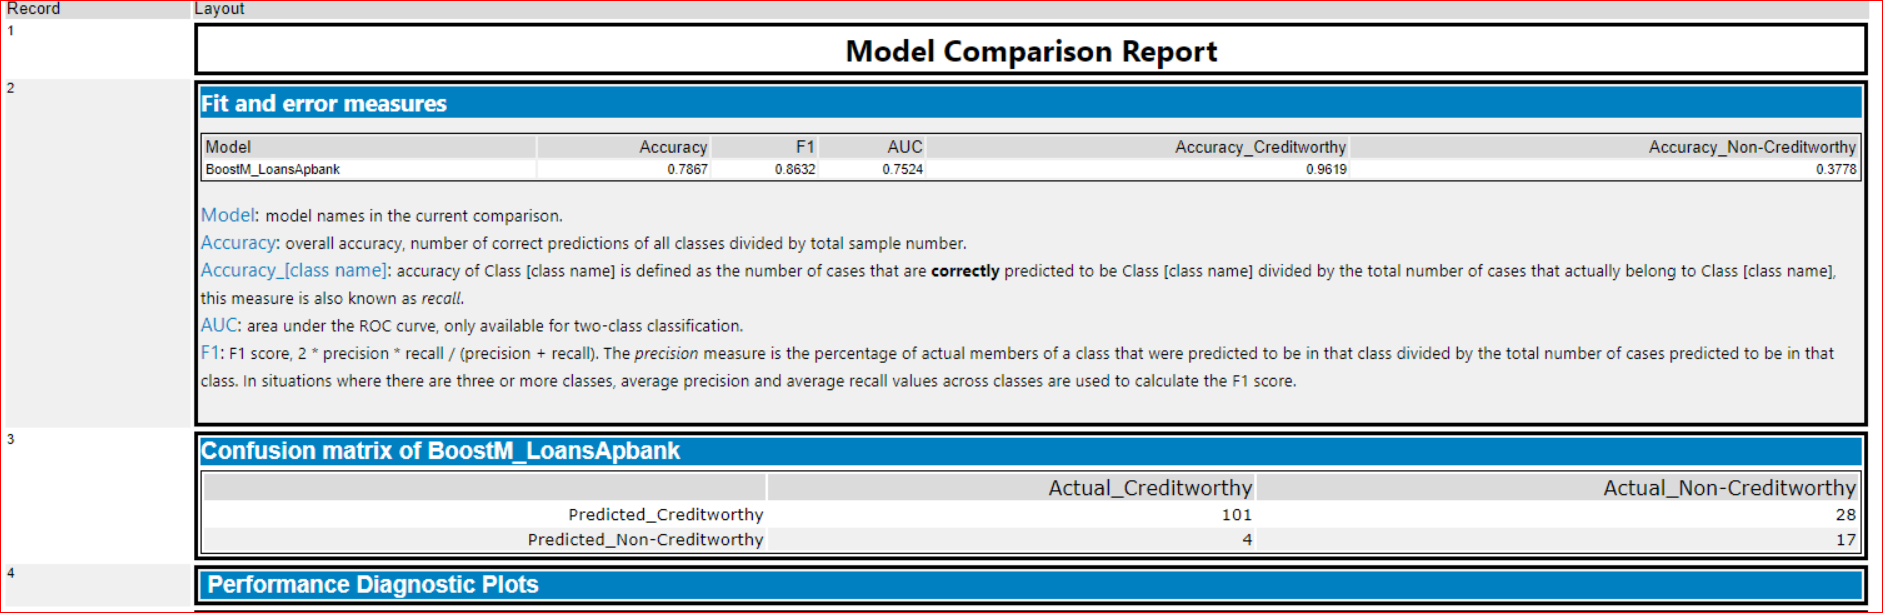 Record Layout
1
Model Comparison Report
2
Fit and error measures
Model Accuracy F1 AUC Accuracy_Creditworthy Accuracy_Non-Creditworthy
BoostM_LoansApbank 0.7867 0.8632 0.7524 0.9619 0.3778
Model: model names in the current comparison.
Accuracy: overall accuracy, number of correct predictions of all classes divided by total sample number.
Accuracy_[class name]: accuracy of Class [class name] is defined as the number of cases that are correctly predicted to be Class [class name] divided by the total number of cases that actually belong to Class [class name],
this measure is also known as recall.
AUC: area under the ROC curve, only available for two-class classification.
F1: F1 score, 2 * precision * recall / (precision + recall). The precision measure is the percentage of actual members of a class that were predicted to be in that class divided by the total number of cases predicted to be in that
class. In situations where there are three or more classes, average precision and average recall values across classes are used to calculate the F1 score.
3
Confusion matrix of BoostM_LoansApbank
Actual_Creditworthy Actual_Non-Creditworthy
Predicted_Creditworthy 101 28
Predicted_Non-Creditworthy 4 17
4
Performance Diagnostic Plots